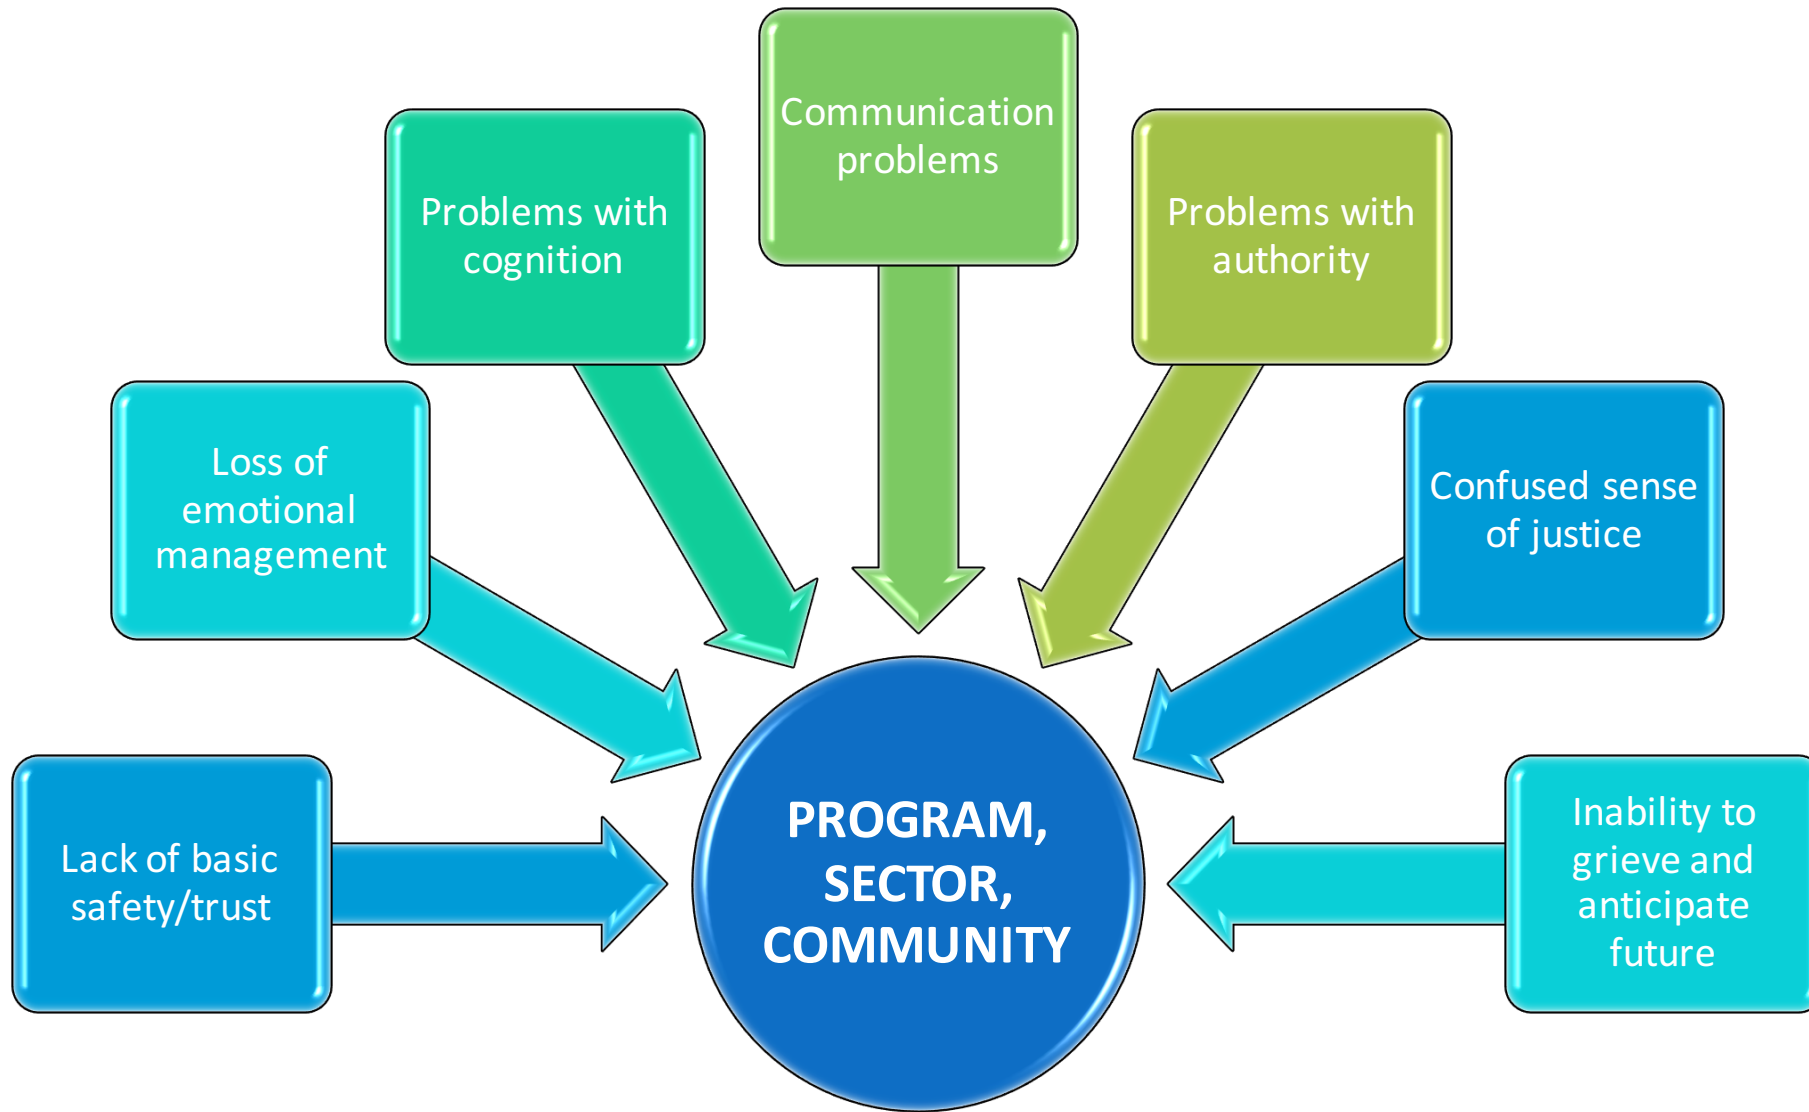 Communication
problems
Problems with
cognition
Problems with
authority
Loss of
emotional
management
Confused sense
of justice
Lack of basic
safety/trust
PROGRAM,
SECTOR,
COMMUNITY
Inability to
grieve and
anticipate
future